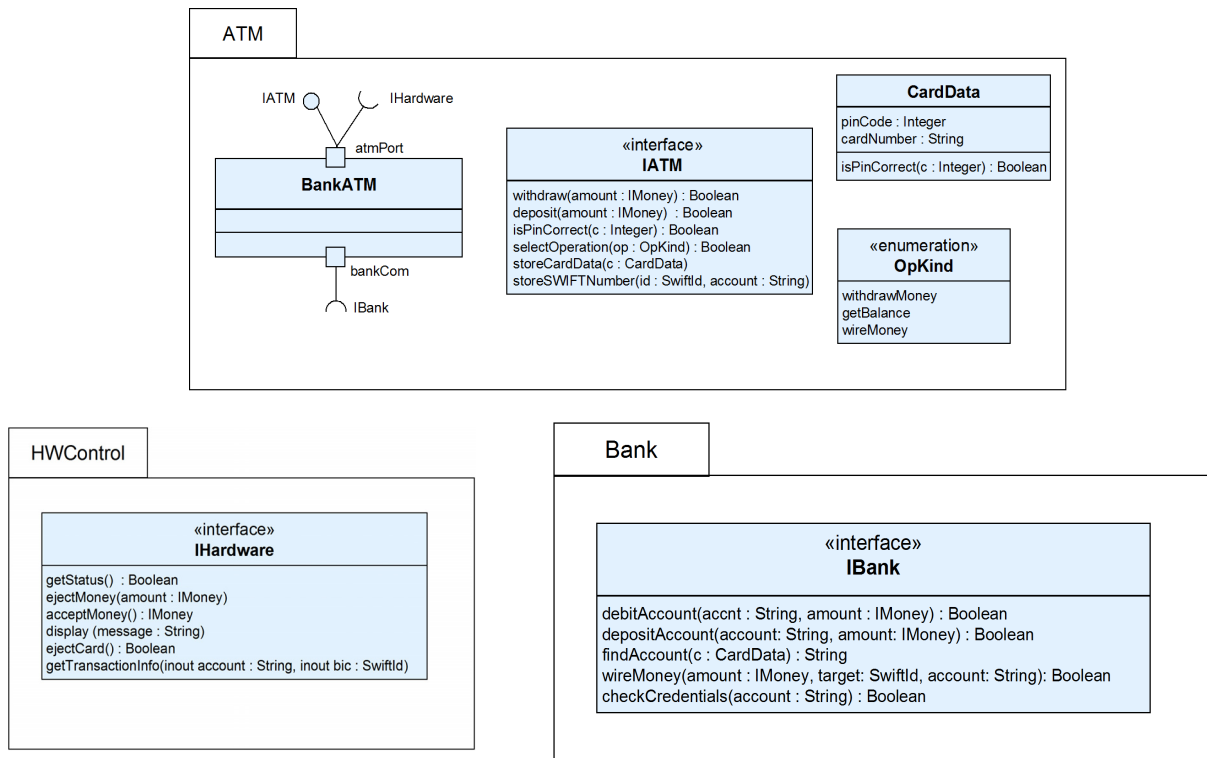 ATM
IATM
IHardware
atmPort
BankATM
bankCom
IBank
«interface»
IATM
withdraw(amount : IMoney) : Boolean
deposit(amount : IMoney) : Boolean
isPinCorrect(c : Integer) : Boolean
selectOperation(op : OpKind) : Boolean
storeCardData(c : CardData)
storeSWIFTNumber(id : SwiftId, account : String)
CardData
pinCode : Integer
cardNumber : String
isPinCorrect(c : Integer) : Boolean
«enumeration»
OpKind
withdrawMoney
getBalance
wireMoney
HWControl
«interface»
IHardware
getStatus() : Boolean
ejectMoney(amount : IMoney)
acceptMoney() : IMoney
display (message : String)
ejectCard() : Boolean
getTransactionInfo(inout account : String, inout bic : SwiftId)
Bank
«interface»
IBank
debitAccount(accnt : String, amount : IMoney) : Boolean
depositAccount(account: String, amount: IMoney) : Boolean
findAccount(c : CardData) : String
wireMoney(amount : IMoney, target: SwiftId, account: String): Boolean
checkCredentials(account : String) : Boolean